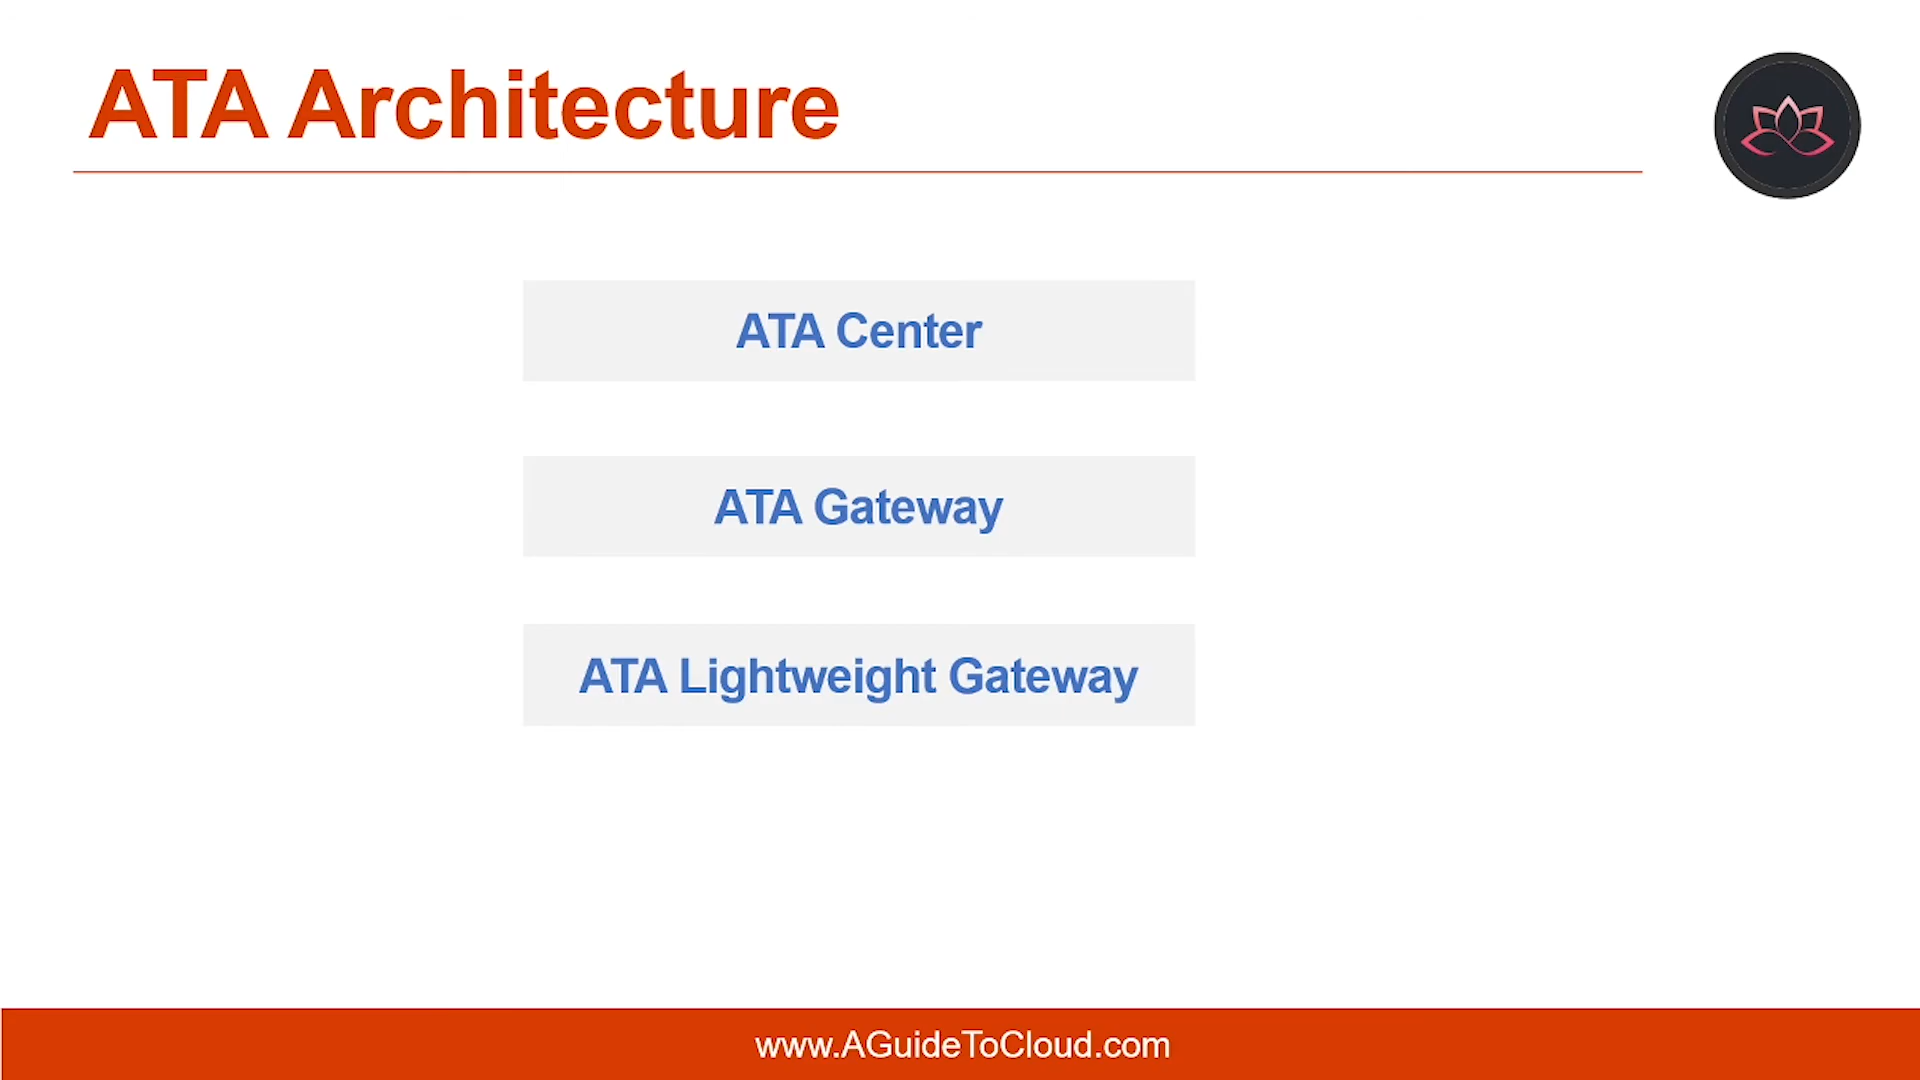 ATA Architecture
ATA Center
ATA Gateway
ATA Lightweight Gateway
www.AGuideToCloud.com